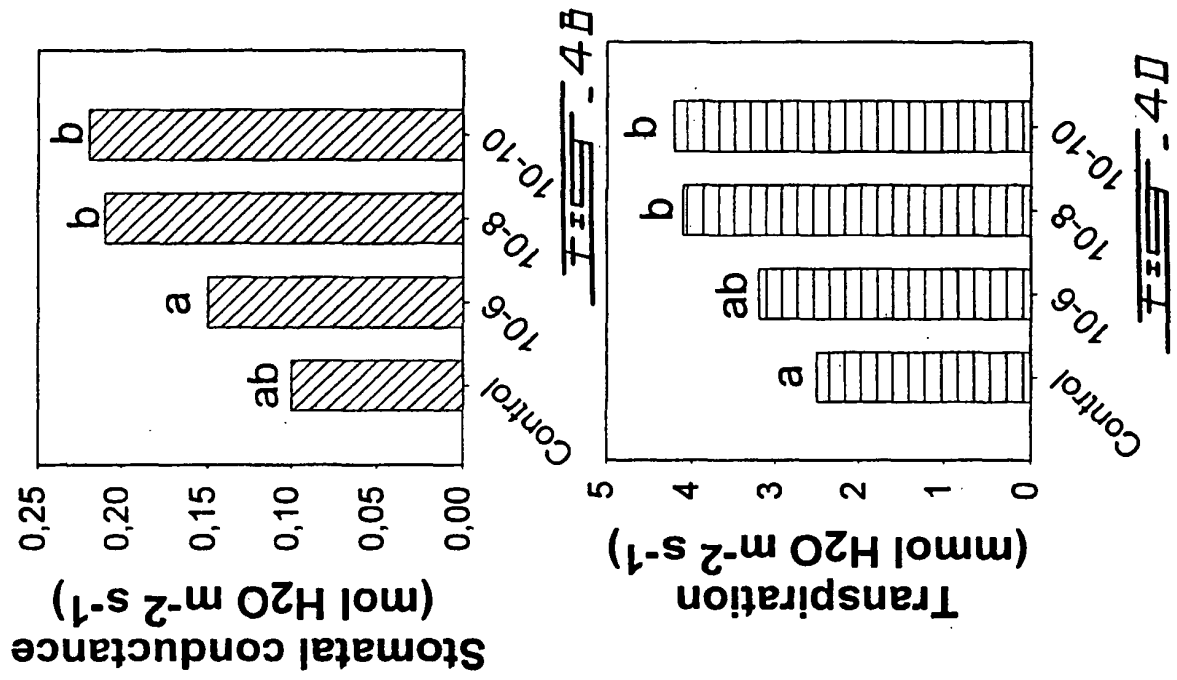 Stomatal conductance
(mol H2O m-2 s-1)
0,25
0,20
0,15
0,10
0,05
0,00
ab
a
b
b
Control
10-6
10-8
10-10
FIG - 4B
Transpiration
(mmol H2O m-2 s-1)
5
4
3
2
1
0
a
ab
b
b
Control
10-6
10-8
10-10
FIG - 4D